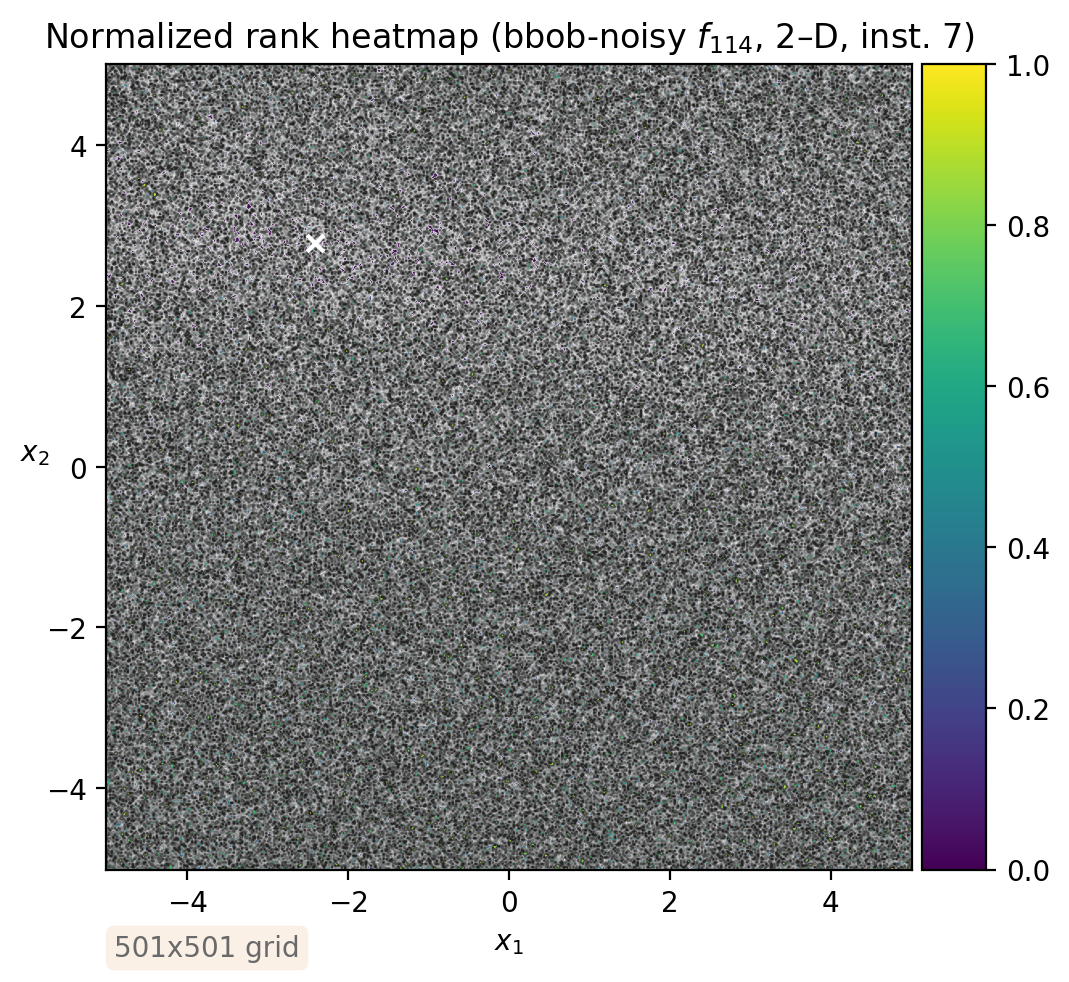 Normalized rank heatmap (bbob-noisy f₁₁₄, 2–D, inst. 7)
1.0
4
0.8
2
0.6
x₂ 0
0.4
−2
0.2
−4
0.0
−4 −2 0 2 4
x₁
501x501 grid